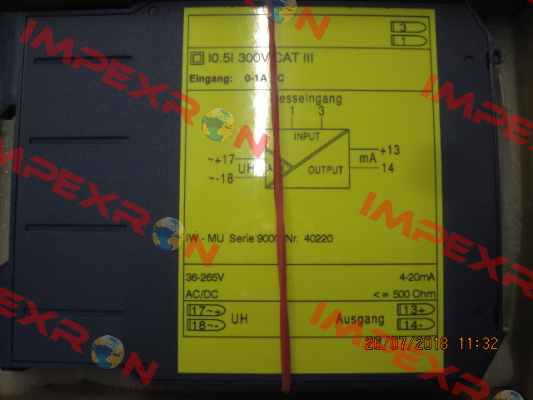 3
1
I0.5I 300V CAT III
Eingang: 0-1A
esseingang
1 3
INPUT
~+17
UH
~-18
OUTPUT
mA
+13
14
IW - MU Serie 9000 Nr. 40220
36-265V
4-20mA
AC/DC
<= 500 Ohm
17~+
18~-
UH
Ausgang
13+
14-
26/07/2018 11:32
IMPEXRON
IMPEXRON
IMPEXRON
IMPEXRON
IMPEXRON
IMPEXRON